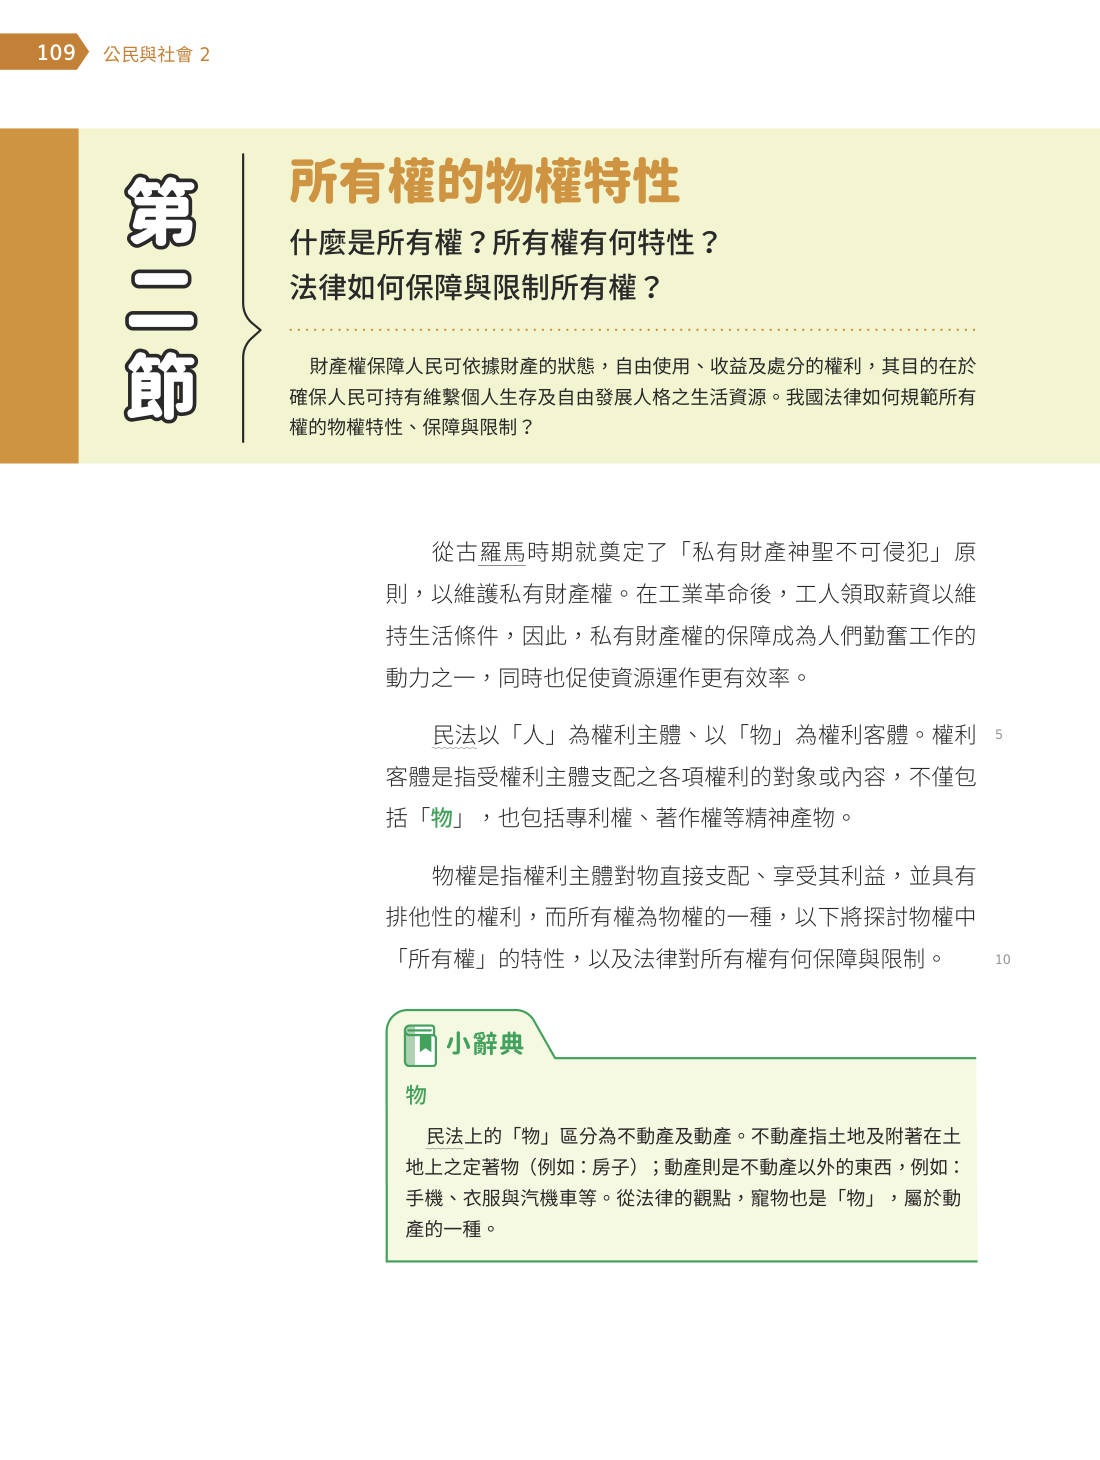 109 公民與社會 2
第二節
所有權的物權特性
什麼是所有權？所有權有何特性？
法律如何保障與限制所有權？
財產權保障人民可依據財產的狀態，自由使用、收益及處分的權利，其目的在於
確保人民可持有維繫個人生存及自由發展人格之生活資源。我國法律如何規範所有
權的物權特性、保障與限制？
從古羅馬時期就奠定了「私有財產神聖不可侵犯」原
則，以維護私有財產權。在工業革命後，工人領取薪資以維
持生活條件，因此，私有財產權的保障成為人們勤奮工作的
動力之一，同時也促使資源運作更有效率。
民法以「人」為權利主體、以「物」為權利客體。權利 5
客體是指受權利主體支配之各項權利的對象或內容，不僅包
括「物」，也包括專利權、著作權等精神產物。
物權是指權利主體對物直接支配、享受其利益，並具有
排他性的權利，而所有權為物權的一種，以下將探討物權中
「所有權」的特性，以及法律對所有權有何保障與限制。 10
小辭典
物
民法上的「物」區分為不動產及動產。不動產指土地及附著在土
地上之定著物（例如：房子）；動產則是不動產以外的東西，例如：
手機、衣服與汽機車等。從法律的觀點，寵物也是「物」，屬於動
產的一種。